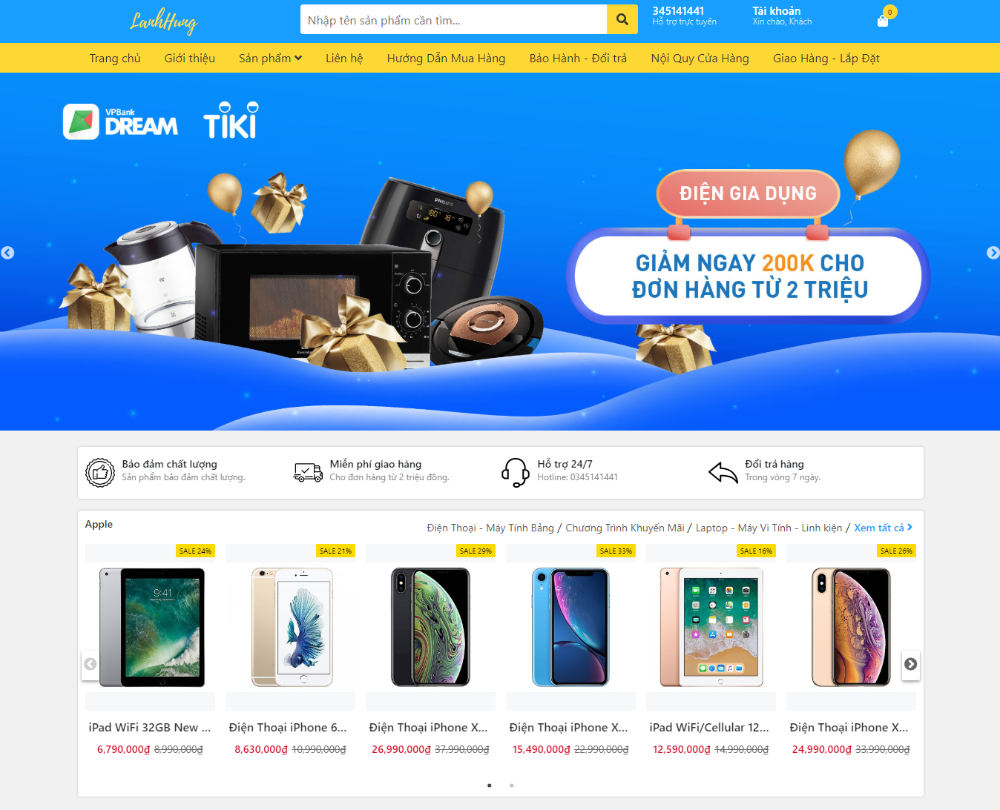 LanhHung
Nhập tên sản phẩm cần tìm...
345141441
Hỗ trợ trực tuyến
Tài khoản
Xin chào, Khách
0
Trang chủ
Giới thiệu
Sản phẩm
Liên hệ
Hướng Dẫn Mua Hàng
Bảo Hành - Đổi trả
Nội Quy Cửa Hàng
Giao Hàng - Lắp Đặt
VPBank
DREAM
TIKI
PHILIPS
ĐIỆN GIA DỤNG
GIẢM NGAY 200K CHO
ĐƠN HÀNG TỪ 2 TRIỆU
Electrolux
Bảo đảm chất lượng
Sản phẩm bảo đảm chất lượng.
Miễn phí giao hàng
Cho đơn hàng từ 2 triệu đồng.
Hỗ trợ 24/7
Hotline: 0345141441
Đổi trả hàng
Trong vòng 7 ngày.
Apple
Điện Thoại - Máy Tính Bảng / Chương Trình Khuyến Mãi / Laptop - Máy Vi Tính - Linh kiện / Xem tất cả
SALE 24%
SALE 21%
SALE 29%
SALE 33%
SALE 16%
SALE 26%
9:41
iPad WiFi 32GB New ...
Điện Thoại iPhone 6...
Điện Thoại iPhone X...
Điện Thoại iPhone X...
iPad WiFi/Cellular 12...
Điện Thoại iPhone X...
6,790,000₫ 8,990,000₫
8,630,000₫ 10,990,000₫
26,990,000₫ 37,990,000₫
15,490,000₫ 22,990,000₫
12,590,000₫ 14,990,000₫
24,990,000₫ 33,990,000₫